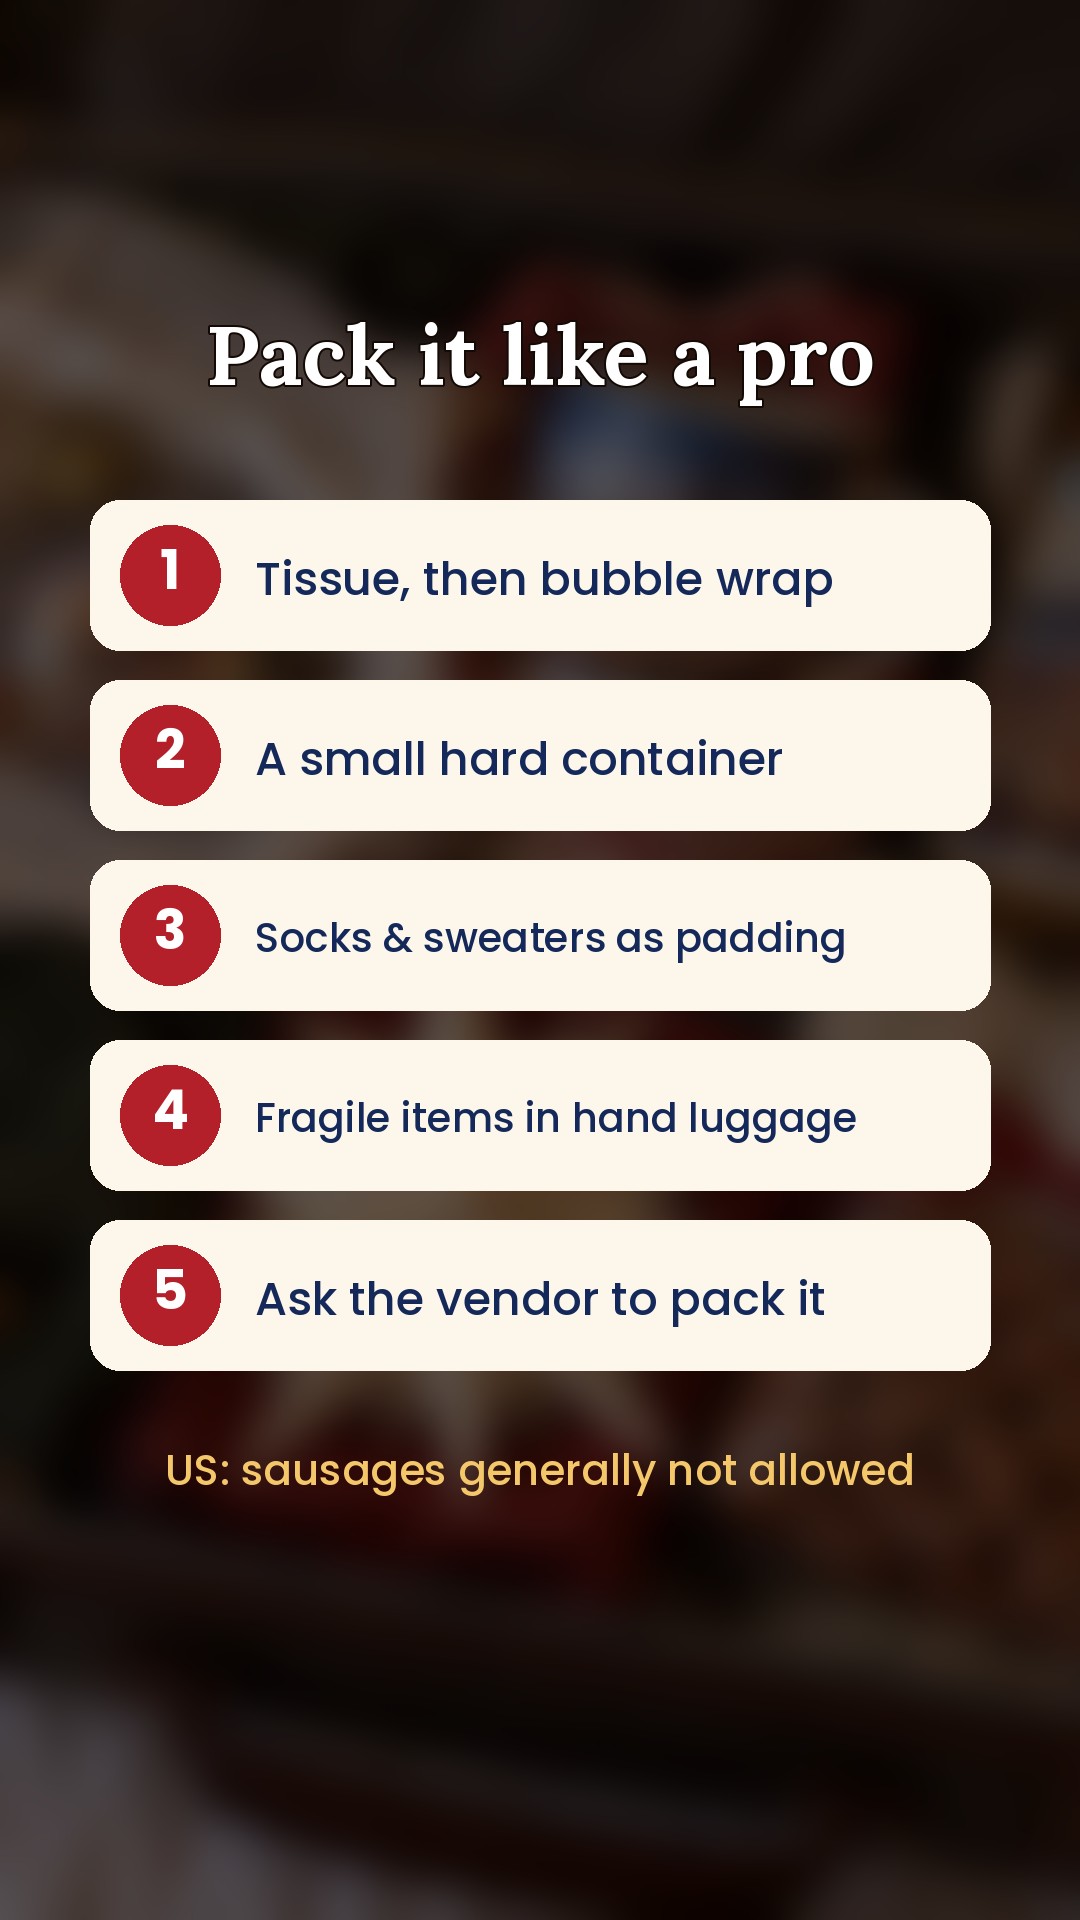 Pack it like a pro
1 Tissue, then bubble wrap
2 A small hard container
3 Socks & sweaters as padding
4 Fragile items in hand luggage
5 Ask the vendor to pack it
US: sausages generally not allowed